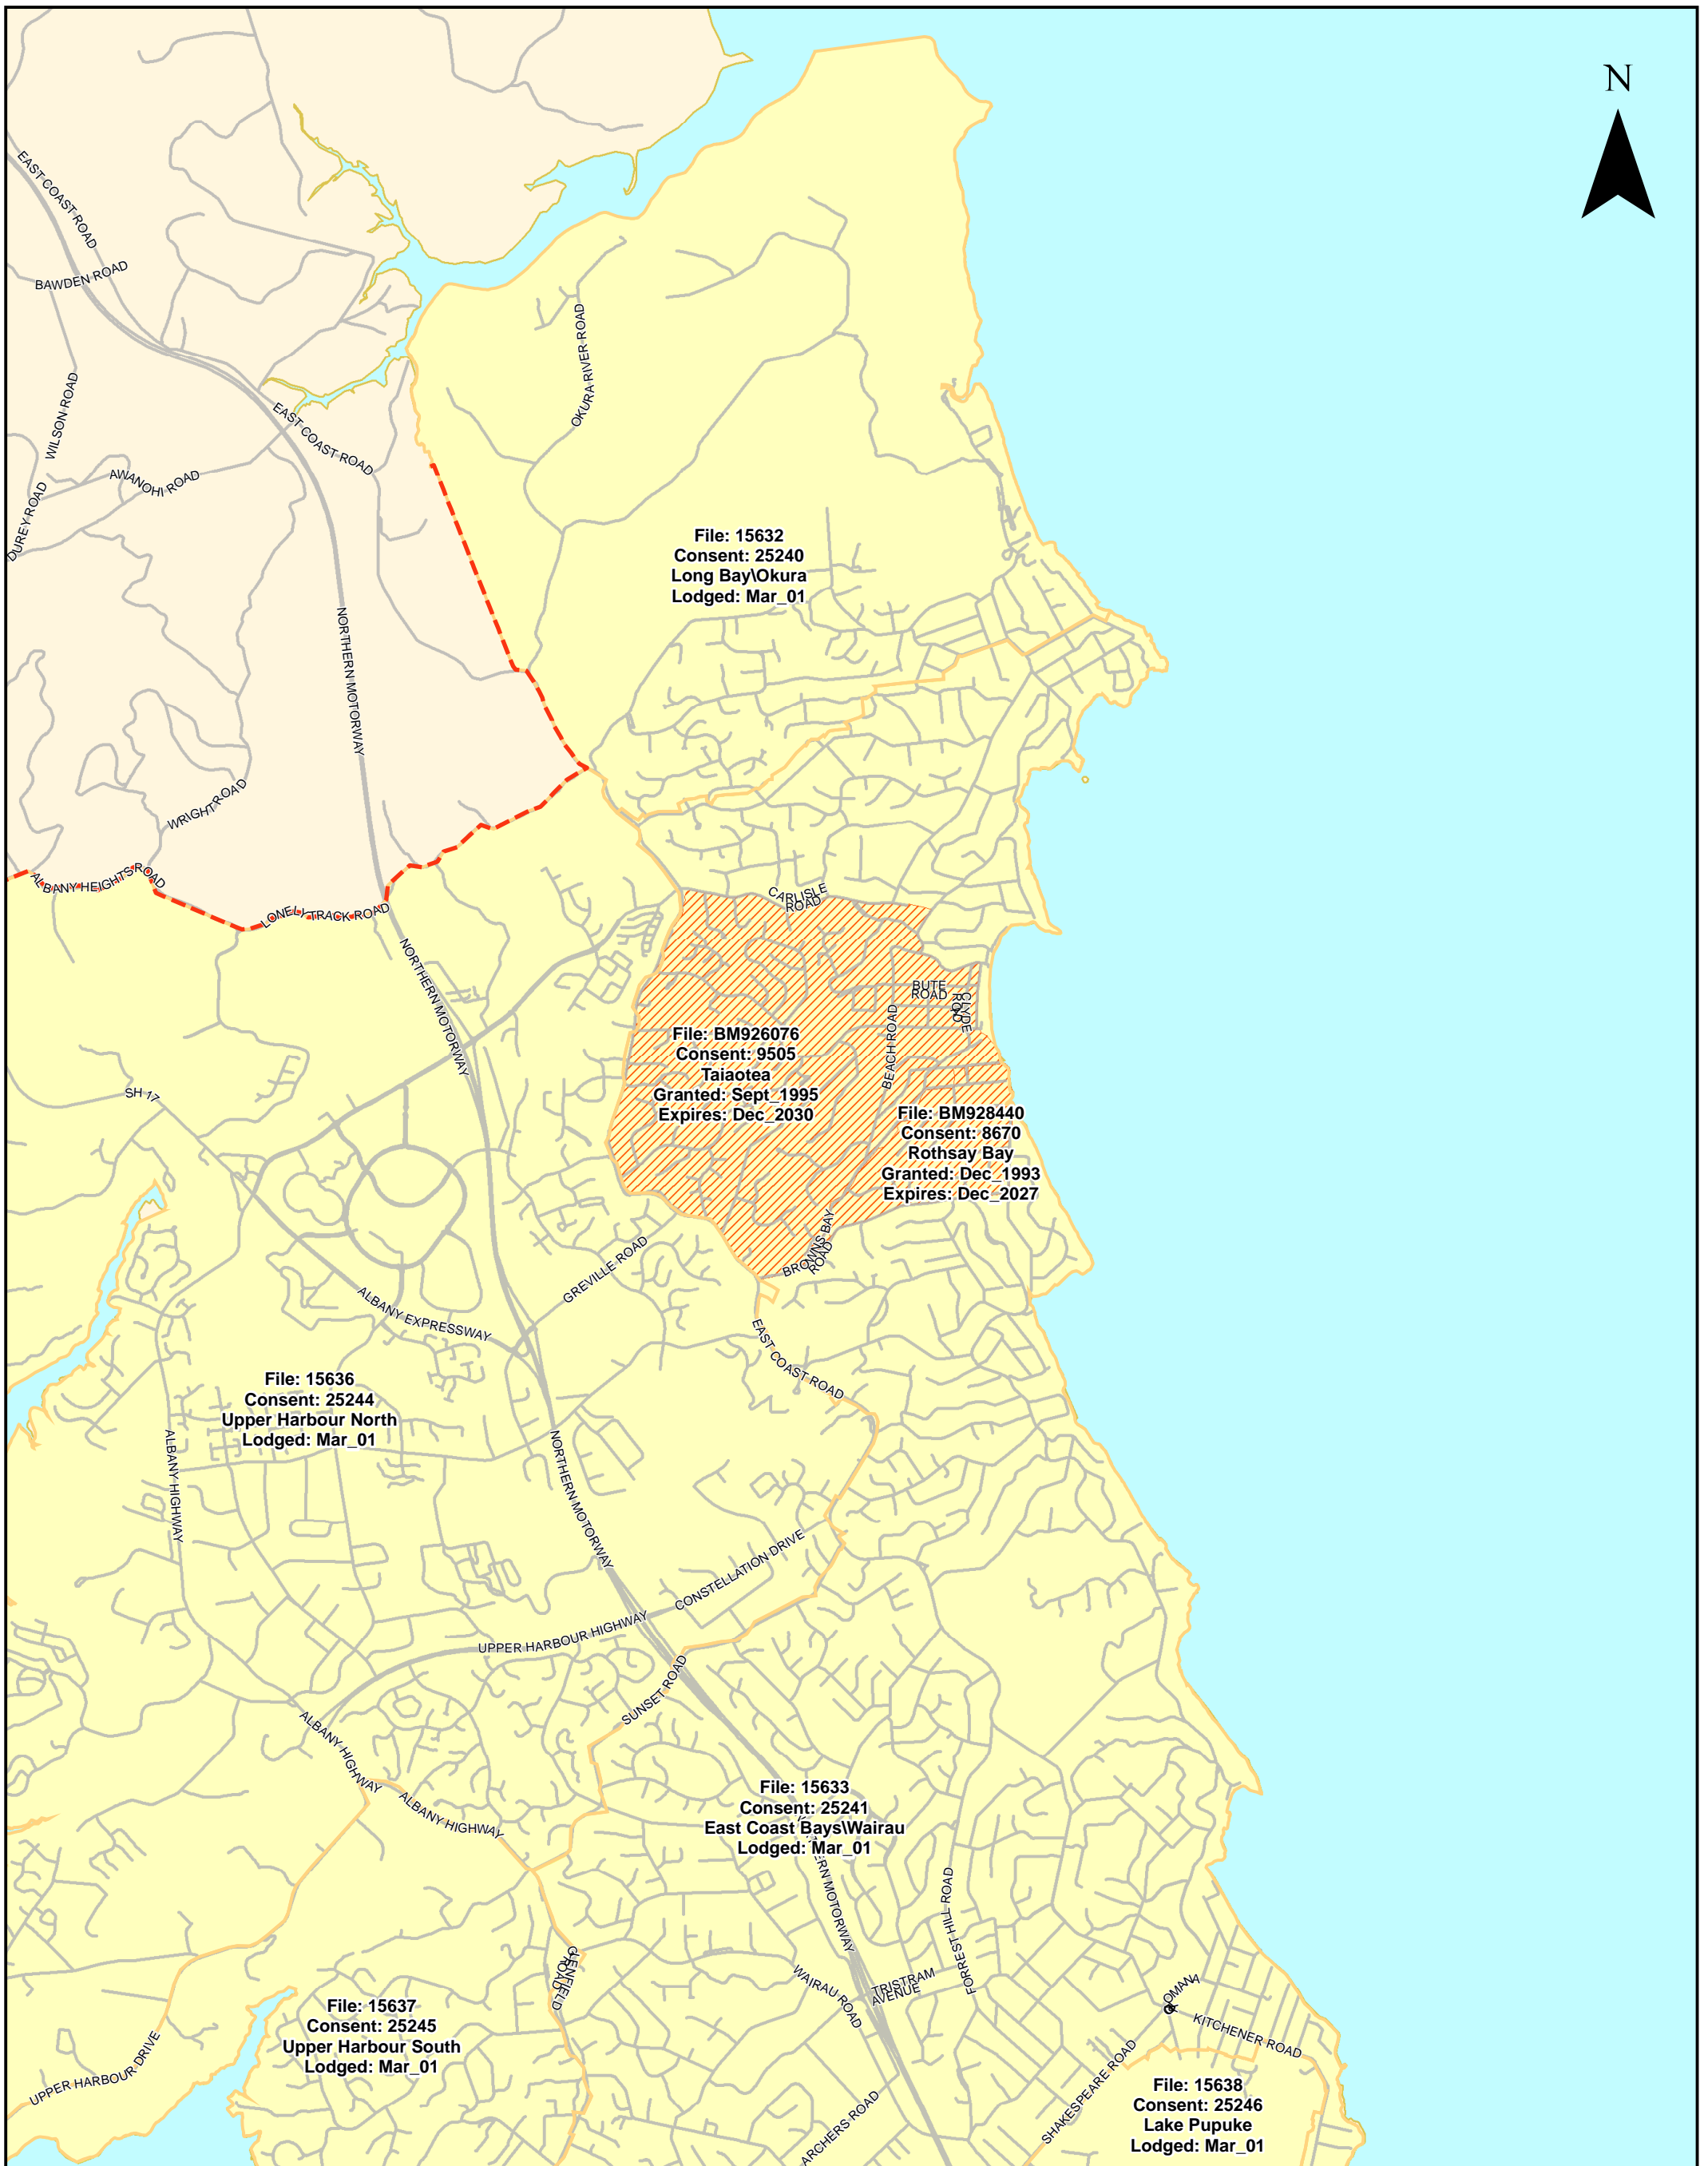 N
EAST COAST ROAD
BAWDEN ROAD
WILSON ROAD
OKURA RIVER ROAD
EAST COAST ROAD
AWANOHI ROAD
DUREY ROAD
File: 15632
Consent: 25240
Long Bay\Okura
Lodged: Mar_01
NORTHERN MOTORWAY
WRIGHT ROAD
ALBANY HEIGHTS ROAD
LONELY TRACK ROAD
CARLISLE
ROAD
NORTHERN MOTORWAY
BUTE
ROAD
CLYDE
ROAD
BEACH ROAD
File: BM926076
Consent: 9505
Taiaotea
Granted: Sept_1995
Expires: Dec_2030
SH 17
File: BM928440
Consent: 8670
Rothsay Bay
Granted: Dec_1993
Expires: Dec_2027
BROWNS BAY
ROAD
GREVILLE ROAD
ALBANY EXPRESSWAY
EAST COAST ROAD
File: 15636
Consent: 25244
Upper Harbour North
Lodged: Mar_01
ALBANY HIGHWAY
NORTHERN MOTORWAY
CONSTELLATION DRIVE
UPPER HARBOUR HIGHWAY
SUNSET ROAD
ALBANY HIGHWAY
ALBANY HIGHWAY
File: 15633
Consent: 25241
East Coast Bays\Wairau
Lodged: Mar_01
ERN MOTORWAY
FORREST HILL ROAD
GLENFIELD
ROAD
WAIRAU ROAD
TRISTRAM
AVENUE
OMANA
KITCHENER ROAD
File: 15637
Consent: 25245
Upper Harbour South
Lodged: Mar_01
UPPER HARBOUR DRIVE
SHAKESPEARE ROAD
ARCHERS ROAD
File: 15638
Consent: 25246
Lake Pupuke
Lodged: Mar_01